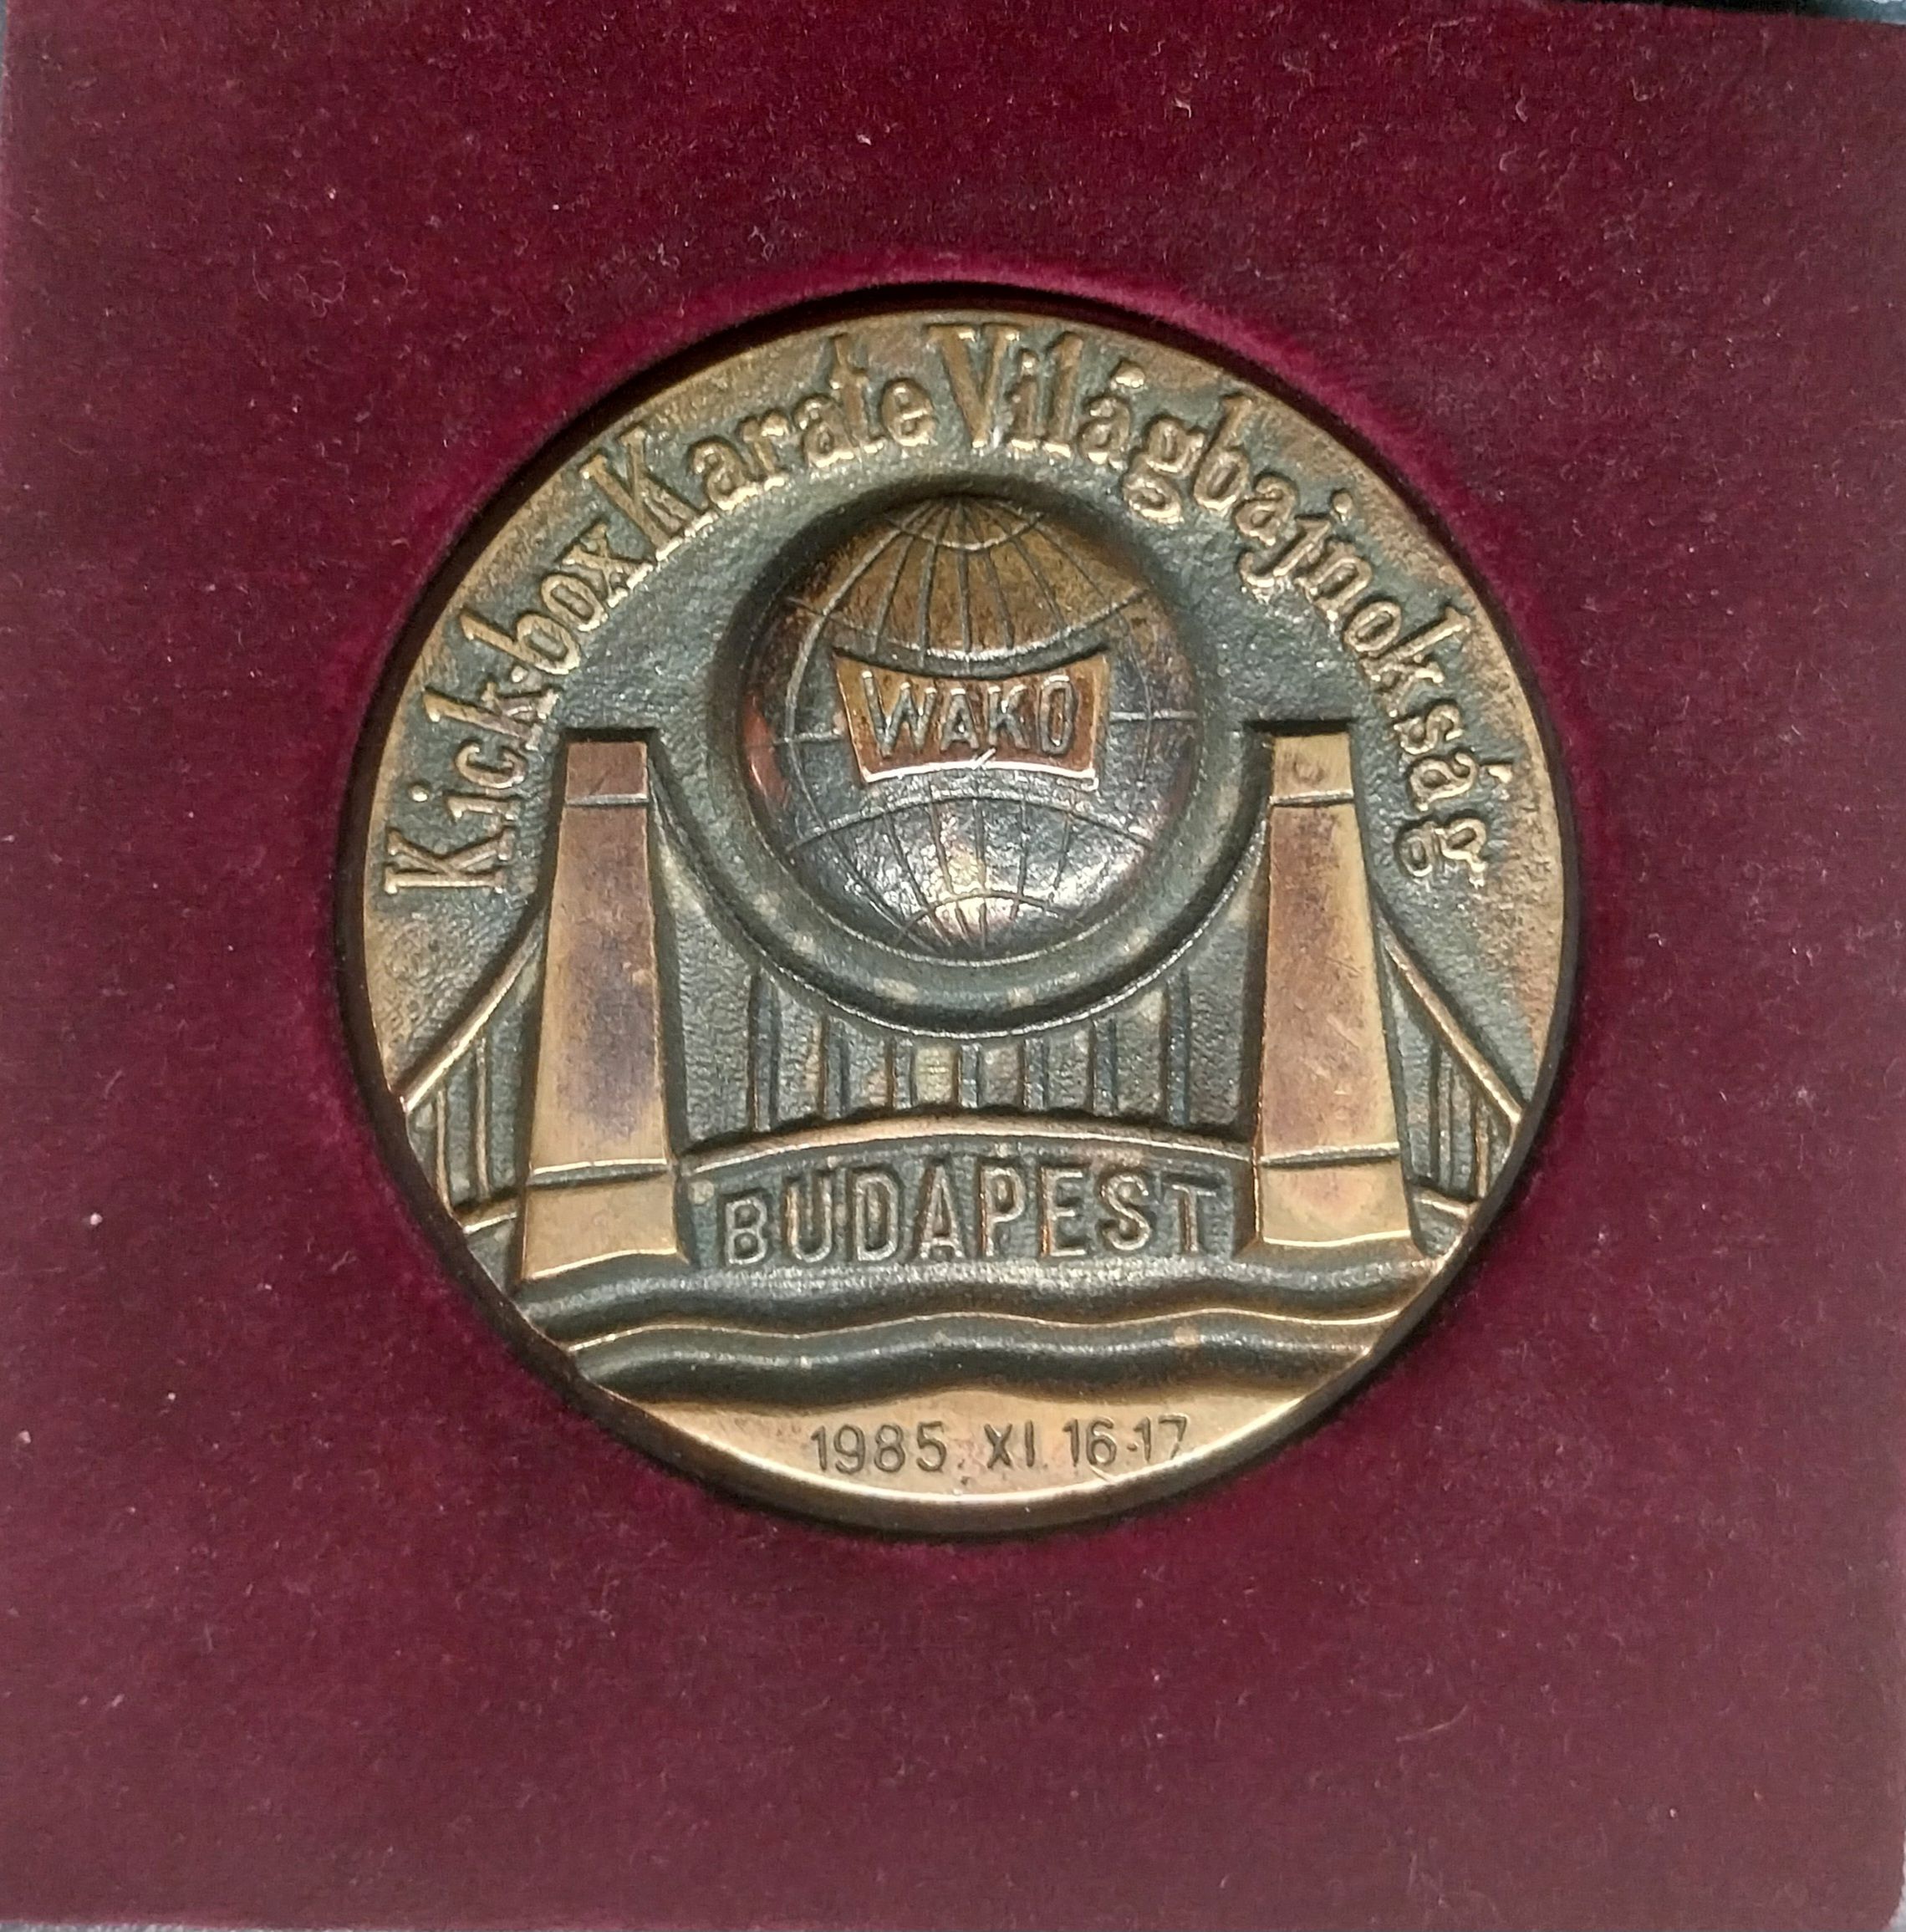 Kick-box Karate Világbajnokság
WAKO
BUDAPEST
1985. XI. 16-17.